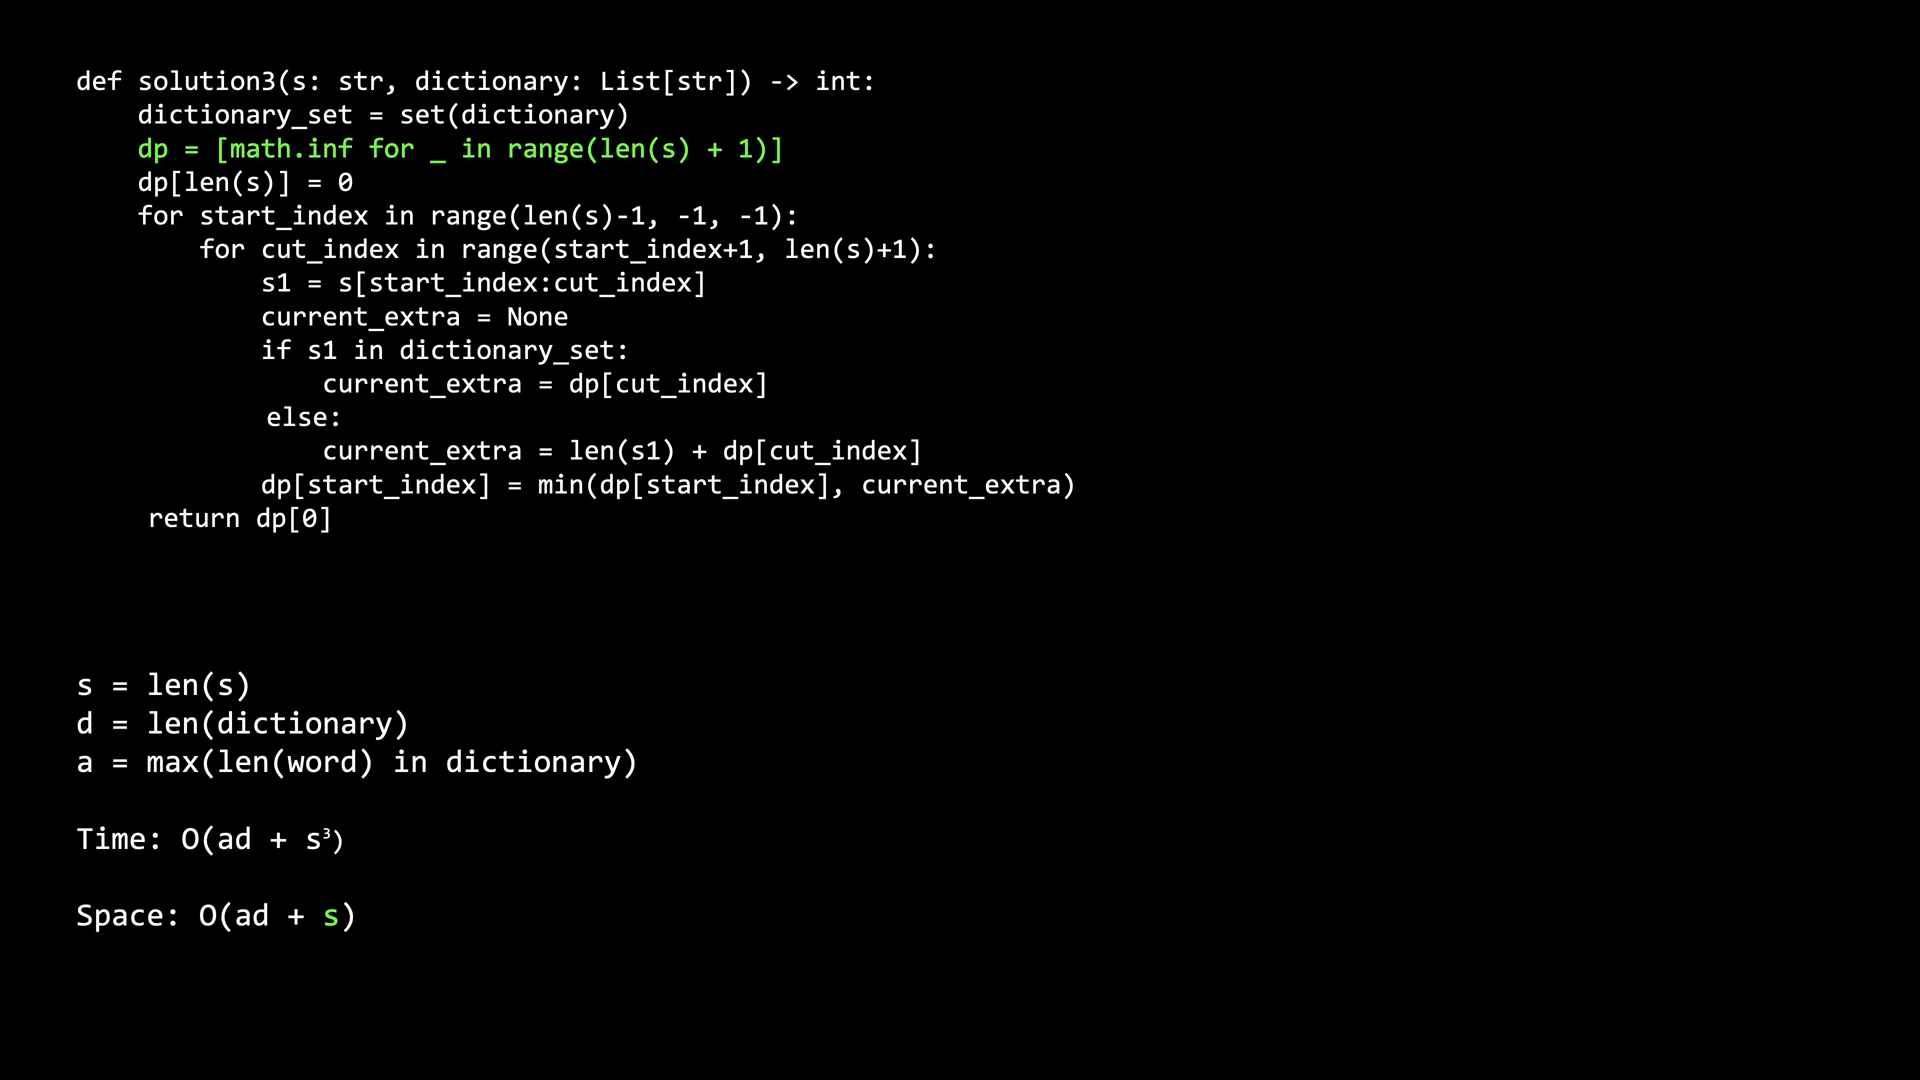 def solution3(s: str, dictionary: List[str]) -> int:
    dictionary_set = set(dictionary)
    dp = [math.inf for _ in range(len(s) + 1)]
    dp[len(s)] = 0
    for start_index in range(len(s)-1, -1, -1):
        for cut_index in range(start_index+1, len(s)+1):
            s1 = s[start_index:cut_index]
            current_extra = None
            if s1 in dictionary_set:
                current_extra = dp[cut_index]
            else:
                current_extra = len(s1) + dp[cut_index]
            dp[start_index] = min(dp[start_index], current_extra)
    return dp[0]
s = len(s)
d = len(dictionary)
a = max(len(word) in dictionary)
Time: O(ad + s³)
Space: O(ad + s)